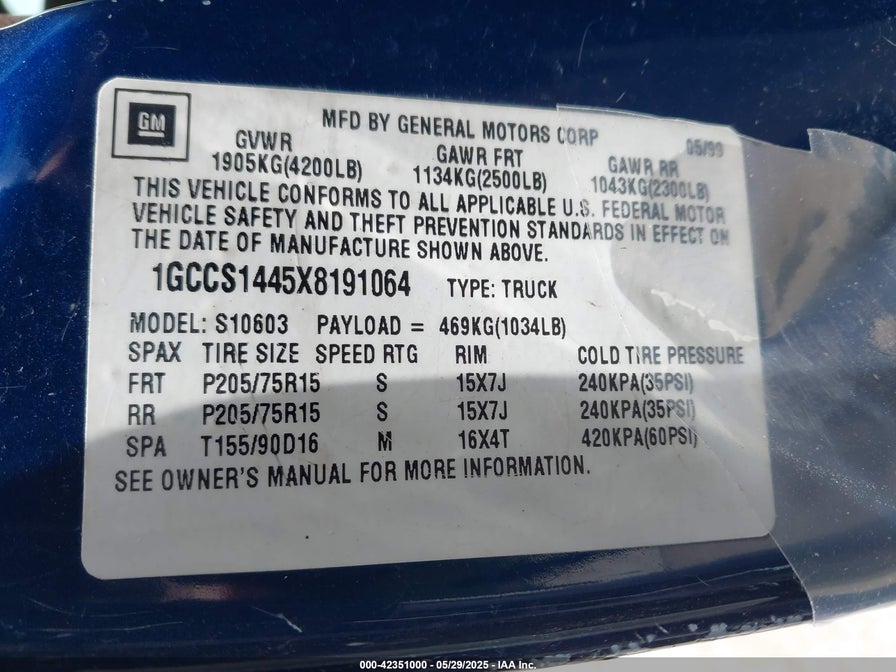 GM
MFD BY GENERAL MOTORS CORP 05/99
GVWR GAWR FRT GAWR RR
1905KG(4200LB) 1134KG(2500LB) 1043KG(2300LB)
THIS VEHICLE CONFORMS TO ALL APPLICABLE U.S. FEDERAL MOTOR
VEHICLE SAFETY AND THEFT PREVENTION STANDARDS IN EFFECT ON
THE DATE OF MANUFACTURE SHOWN ABOVE.
1GCCS1445X8191064 TYPE: TRUCK
MODEL: S10603 PAYLOAD = 469KG(1034LB)
SPAX TIRE SIZE SPEED RTG RIM COLD TIRE PRESSURE
FRT P205/75R15 S 15X7J 240KPA(35PSI)
RR P205/75R15 S 15X7J 240KPA(35PSI)
SPA T155/90D16 M 16X4T 420KPA(60PSI)
SEE OWNER'S MANUAL FOR MORE INFORMATION.
000-42351000 - 05/29/2025 - IAA Inc.